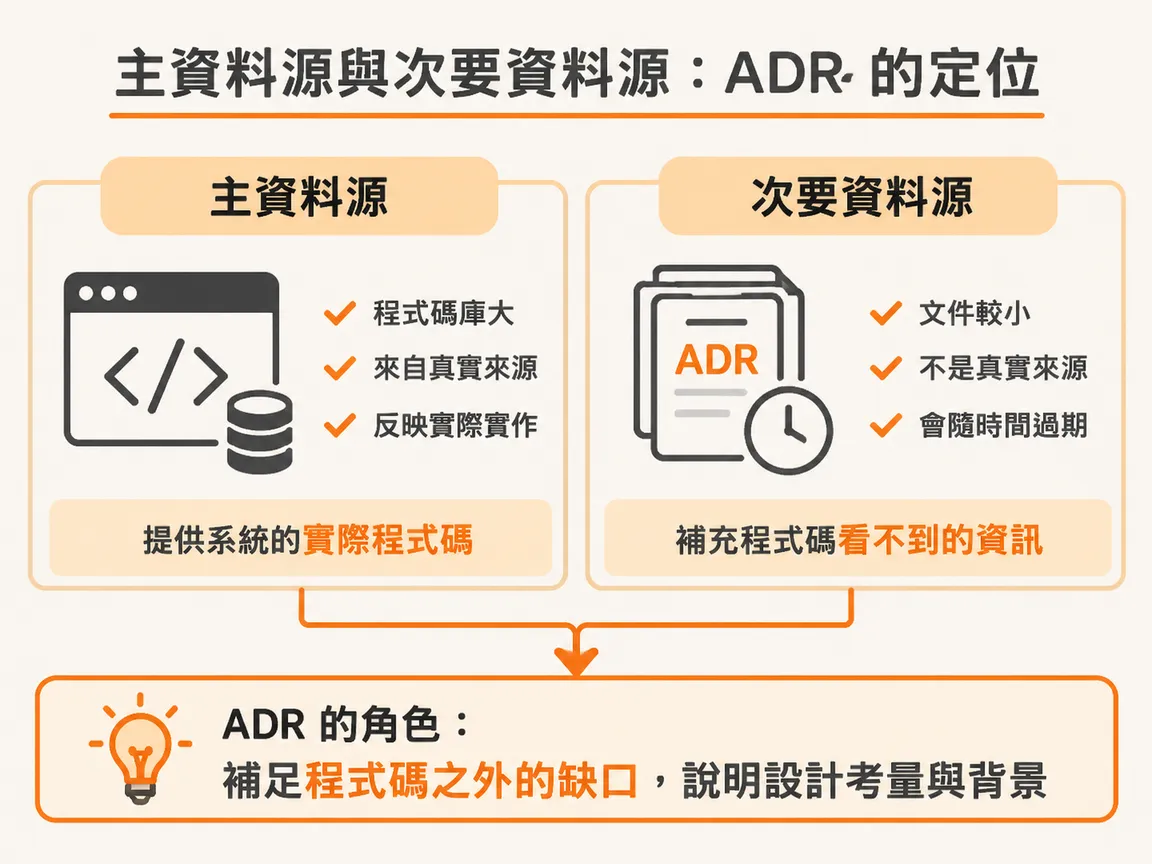 主資料源與次要資料源：ADR 的定位
主資料源
程式碼庫大
來自真實來源
反映實際實作
提供系統的實際程式碼
次要資料源
ADR
文件較小
不是真實來源
會隨時間過期
補充程式碼看不到的資訊
ADR 的角色：
補足程式碼之外的缺口，說明設計考量與背景